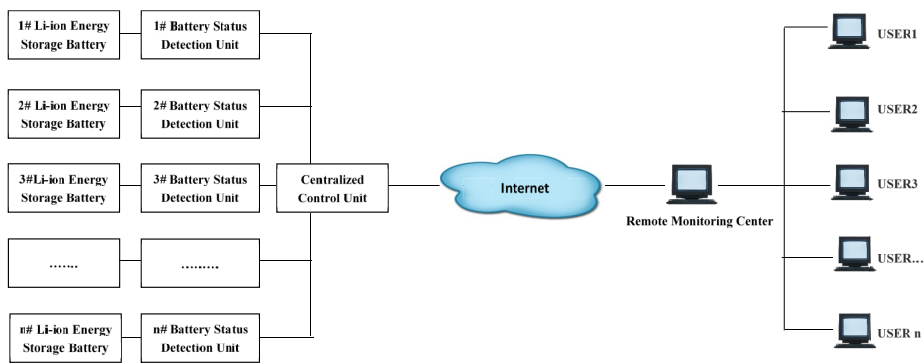 1# Li-ion Energy
Storage Battery
1# Battery Status
Detection Unit
2# Li-ion Energy
Storage Battery
2# Battery Status
Detection Unit
3#Li-ion Energy
Storage Battery
3# Battery Status
Detection Unit
.......
.........
n# Li-ion Energy
Storage Battery
n# Battery Status
Detection Unit
Centralized
Control Unit
Internet
Remote Monitoring Center
USER1
USER2
USER3
USER...
USER n